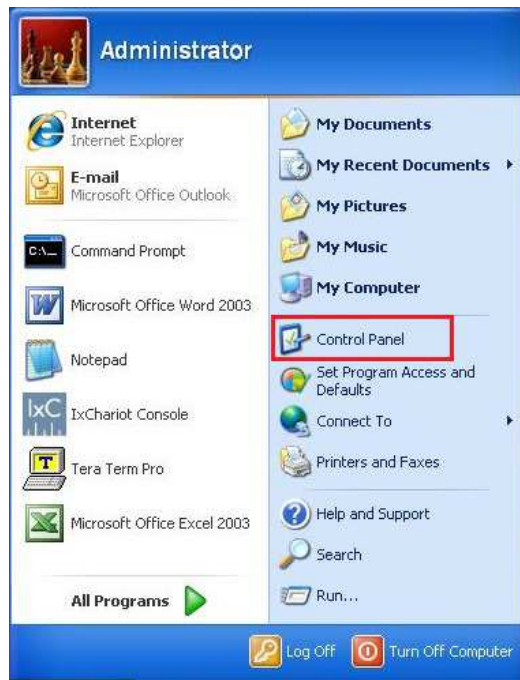 Administrator
Internet
Internet Explorer
E-mail
Microsoft Office Outlook
C:\_
Command Prompt
Microsoft Office Word 2003
Notepad
IxC
IxChariot Console
T
Tera Term Pro
Microsoft Office Excel 2003
All Programs
My Documents
My Recent Documents
My Pictures
My Music
My Computer
Control Panel
Set Program Access and
Defaults
Connect To
Printers and Faxes
Help and Support
Search
Run...
Log Off
Turn Off Computer